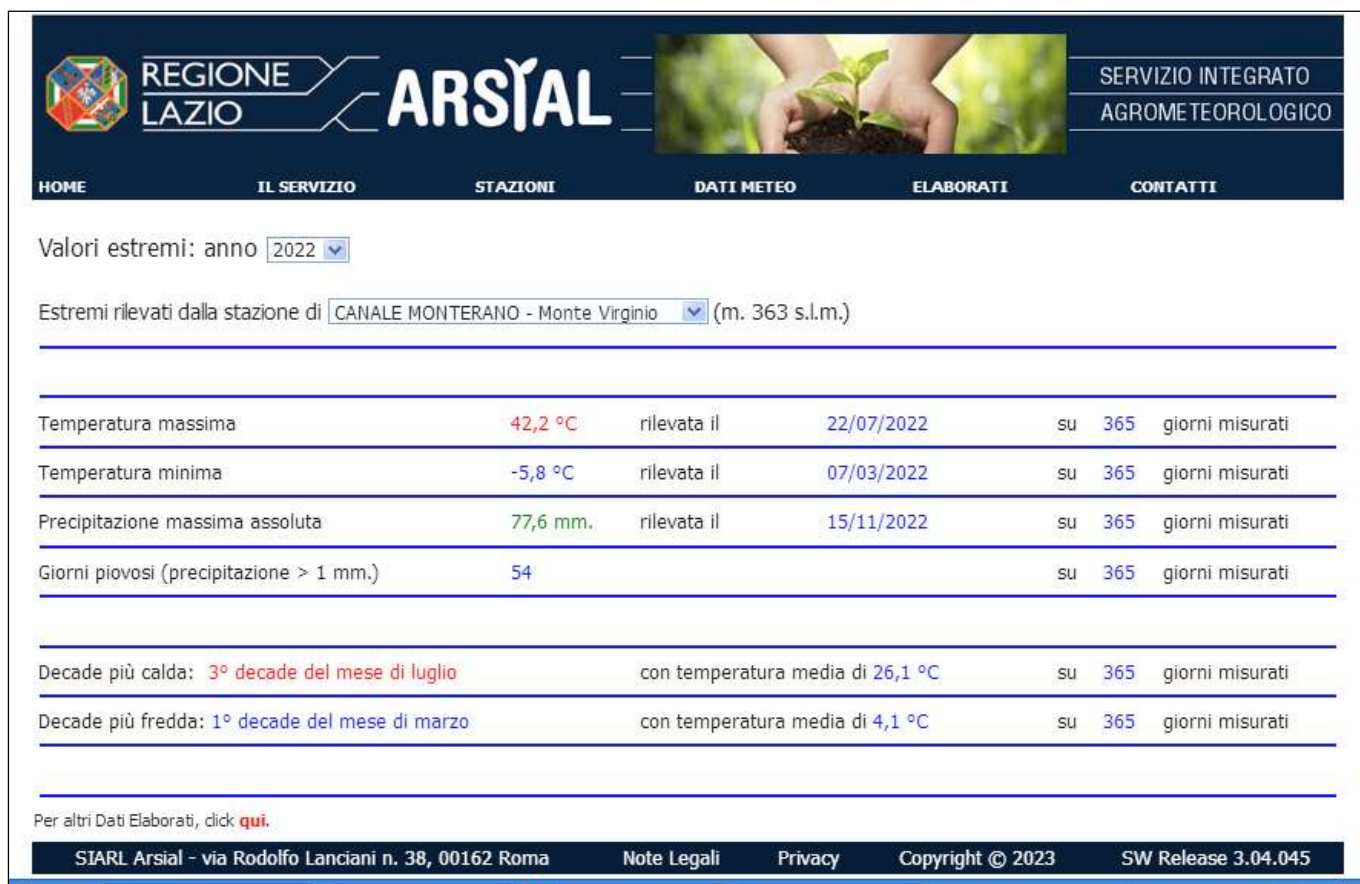 REGIONE
LAZIO
ARSIAL
SERVIZIO INTEGRATO
AGROMETEOROLOGICO
HOME IL SERVIZIO STAZIONI DATI METEO ELABORATI CONTATTI
Valori estremi: anno 2022
Estremi rilevati dalla stazione di CANALE MONTERANO - Monte Virginio (m. 363 s.l.m.)
Temperatura massima 42,2 °C rilevata il 22/07/2022 su 365 giorni misurati
Temperatura minima -5,8 °C rilevata il 07/03/2022 su 365 giorni misurati
Precipitazione massima assoluta 77,6 mm. rilevata il 15/11/2022 su 365 giorni misurati
Giorni piovosi (precipitazione > 1 mm.) 54 su 365 giorni misurati
Decade più calda: 3° decade del mese di luglio con temperatura media di 26,1 °C su 365 giorni misurati
Decade più fredda: 1° decade del mese di marzo con temperatura media di 4,1 °C su 365 giorni misurati
Per altri Dati Elaborati, click qui.
SIARL Arsial - via Rodolfo Lanciani n. 38, 00162 Roma Note Legali Privacy Copyright © 2023 SW Release 3.04.045